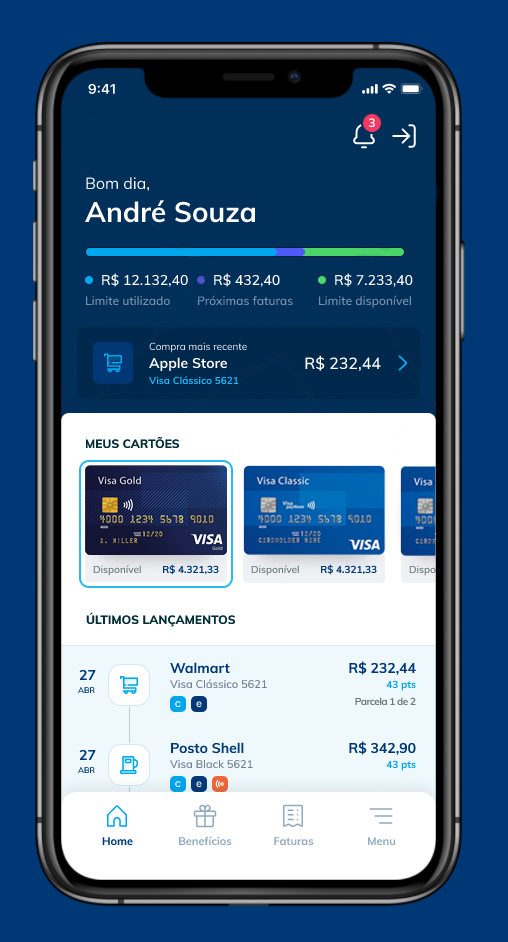 9:41
3
Bom dia,
André Souza
R$ 12.132,40 R$ 432,40 R$ 7.233,40
Limite utilizado Próximas faturas Limite disponível
Compra mais recente
Apple Store
Visa Clássico 5621
R$ 232,44
MEUS CARTÕES
Visa Gold
4000 1234 5678 9010
12/20
A. MILLER
VISA
Gold
Disponível R$ 4.321,33
Visa Classic
Visa payWave
4000 1234 5678 9010
12/20
CARDHOLDER NAME
VISA
Disponível R$ 4.321,33
Visa
4000
Dispo
ÚLTIMOS LANÇAMENTOS
27
ABR
Walmart
Visa Clássico 5621
c e
R$ 232,44
43 pts
Parcela 1 de 2
27
ABR
Posto Shell
Visa Black 5621
c e
R$ 342,90
43 pts
Home Benefícios Faturas Menu